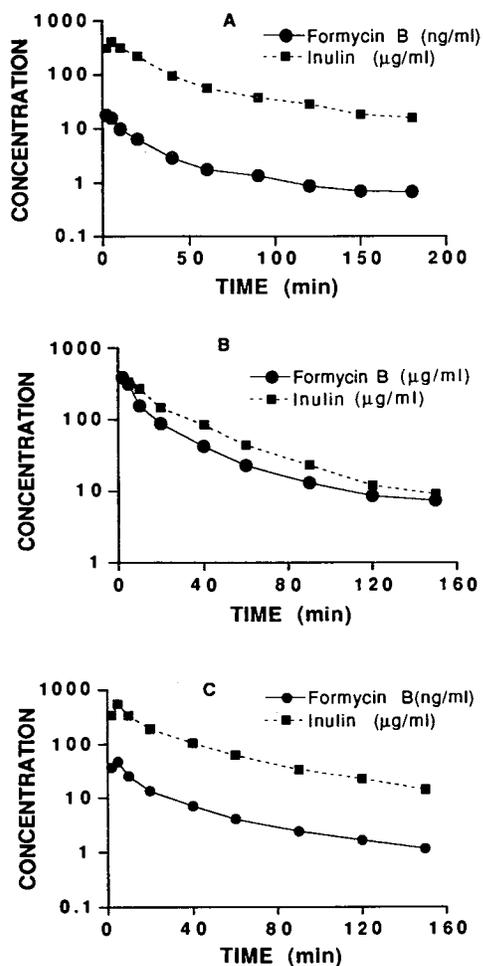 A
Formycin B (ng/ml)
Inulin (µg/ml)
CONCENTRATION
1000
100
10
1
0.1
0
50
100
150
200
TIME (min)
B
Formycin B (µg/ml)
Inulin (µg/ml)
CONCENTRATION
1000
100
10
1
0
40
80
120
160
TIME (min)
C
Formycin B(ng/ml)
Inulin (µg/ml)
CONCENTRATION
1000
100
10
1
0.1
0
40
80
120
160
TIME (min)